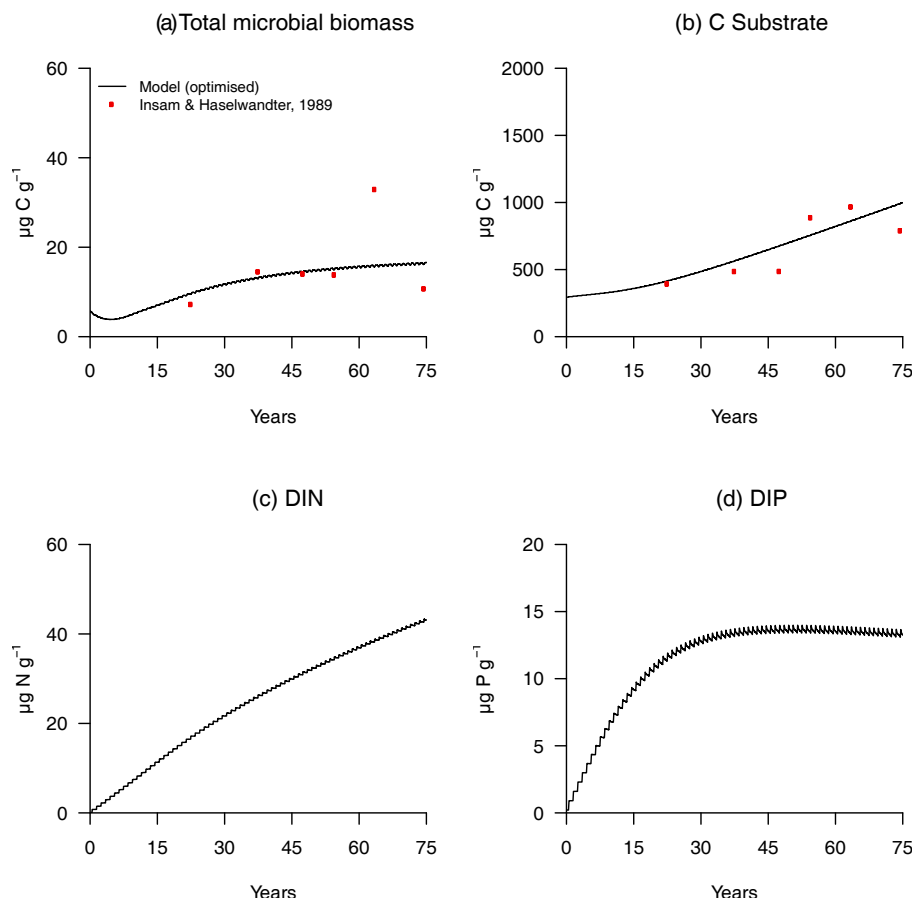 (a) Total microbial biomass
60
40
20
0
µg C g−1
Model (optimised)
Insam & Haselwandter, 1989
0 15 30 45 60 75
Years
(b) C Substrate
2000
1500
1000
500
0
µg C g−1
0 15 30 45 60 75
Years
(c) DIN
60
40
20
0
µg N g−1
0 15 30 45 60 75
Years
(d) DIP
20
15
10
5
0
µg P g−1
0 15 30 45 60 75
Years